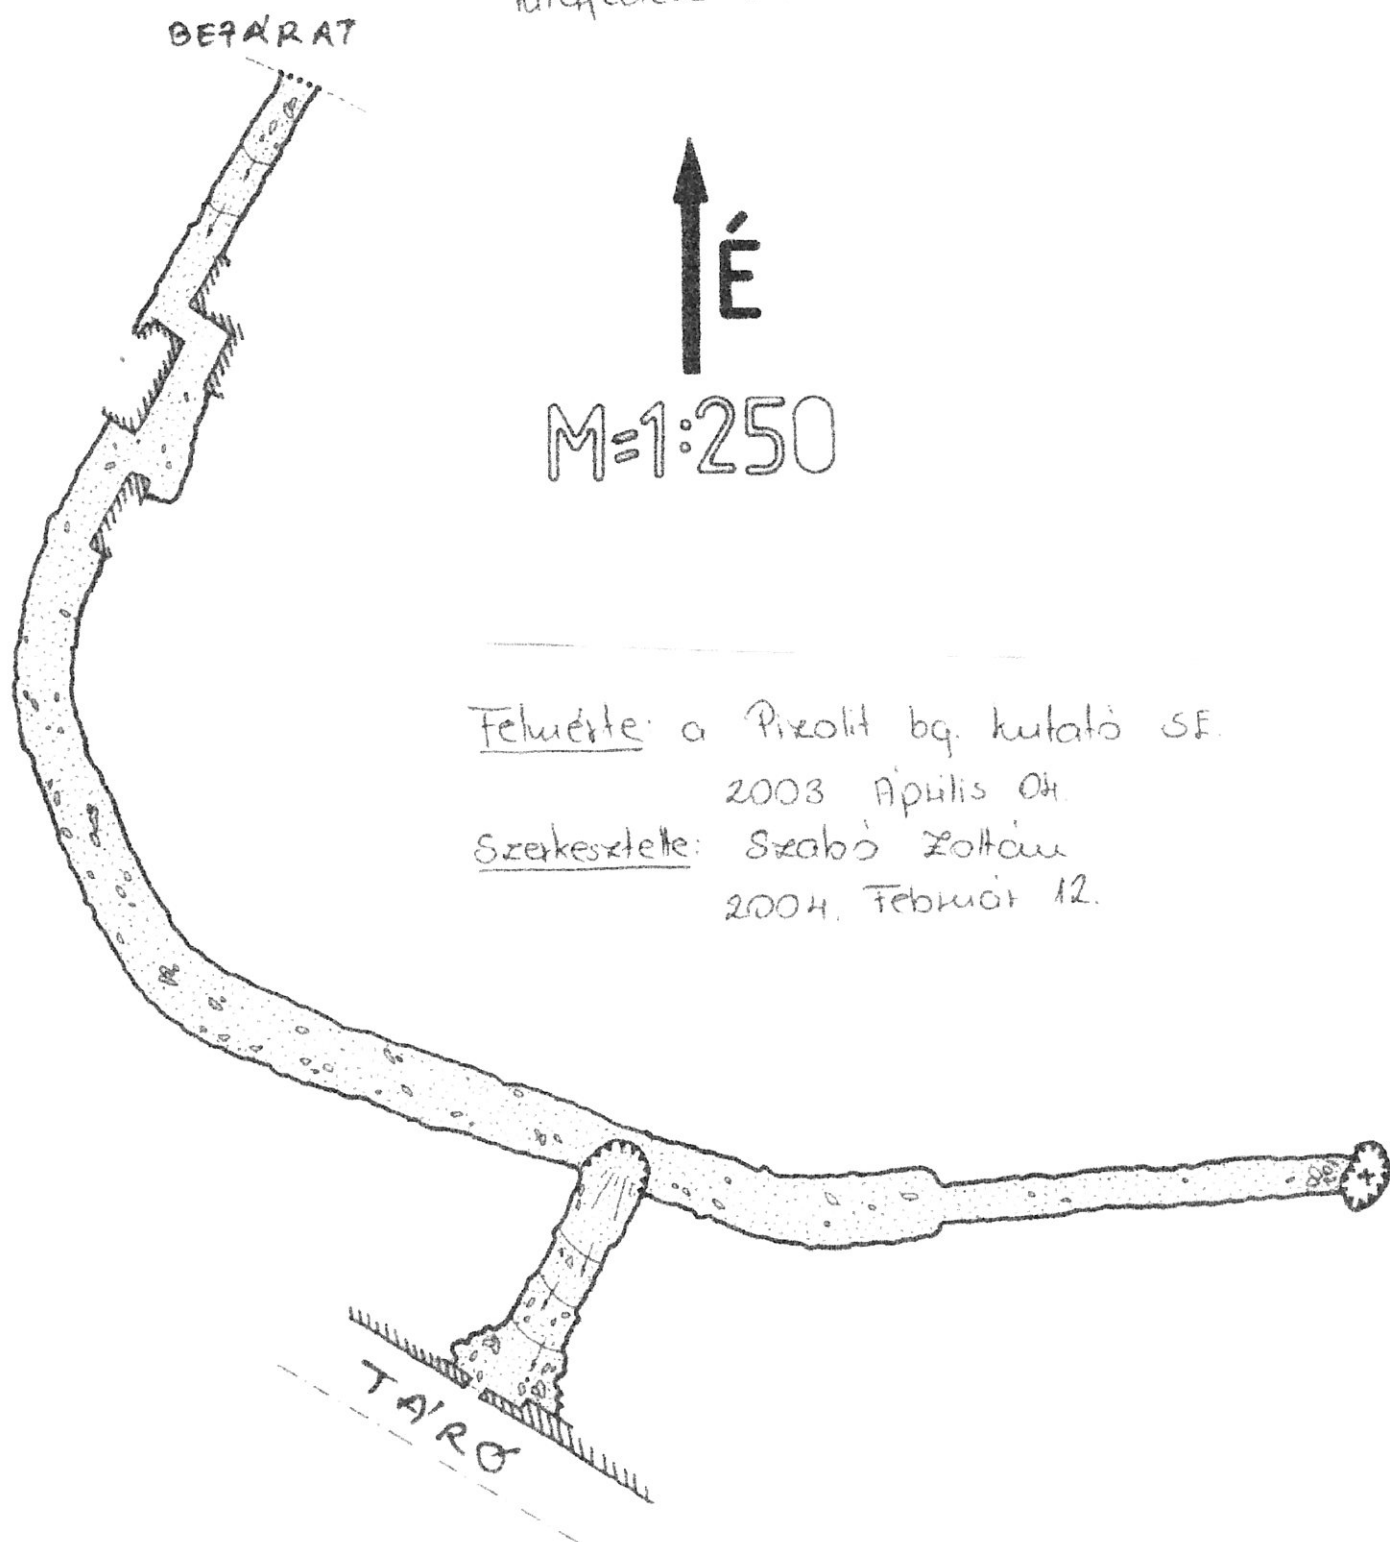 BEJÁRAT
É
M=1:250
Felmérte: a Pizolit bg. kutató SE.
2003 Április 04.
Szerkesztette: Szabó Zoltán
2004. Február 12.
TÁRÓ